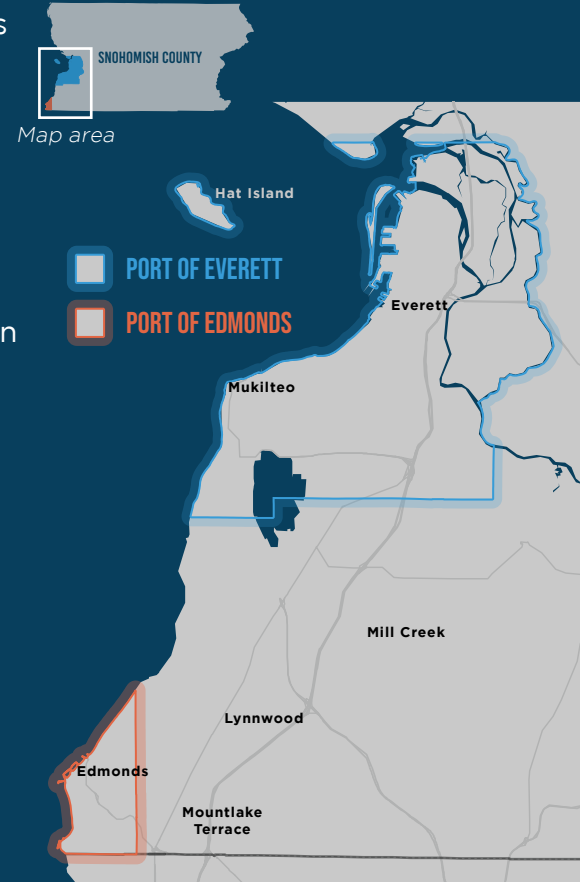 s
SNOHOMISH COUNTY
Map area
Hat Island
PORT OF EVERETT
PORT OF EDMONDS
n
Everett
Mukilteo
Mill Creek
Lynnwood
Edmonds
Mountlake
Terrace